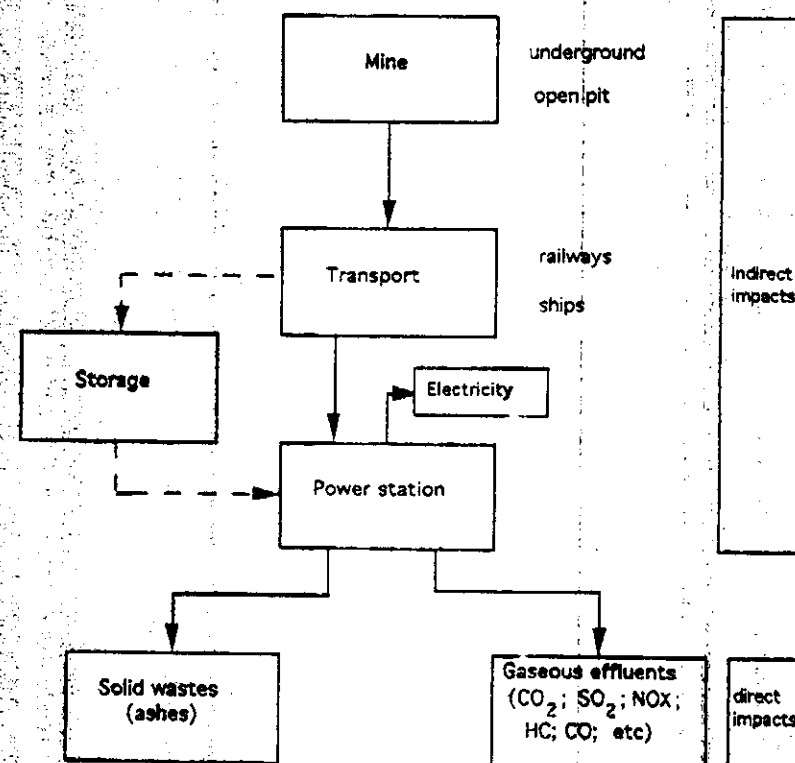 Mine
underground
open pit
Transport
railways
ships
Indirect
impacts
Storage
Electricity
Power station
Solid wastes
(ashes)
Gaseous effluents
(CO2; SO2; NOX;
HC; CO; etc)
direct
impacts